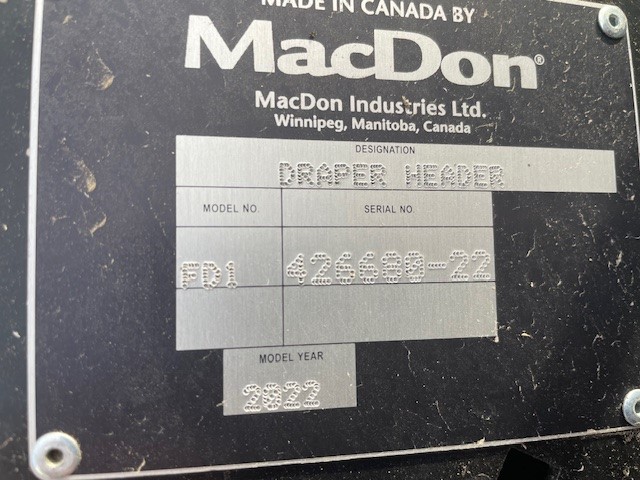 MADE IN CANADA BY
MacDon®
MacDon Industries Ltd.
Winnipeg, Manitoba, Canada
DESIGNATION
DRAPER HEADER
MODEL NO. SERIAL NO.
FD1 426680-22
MODEL YEAR
2022